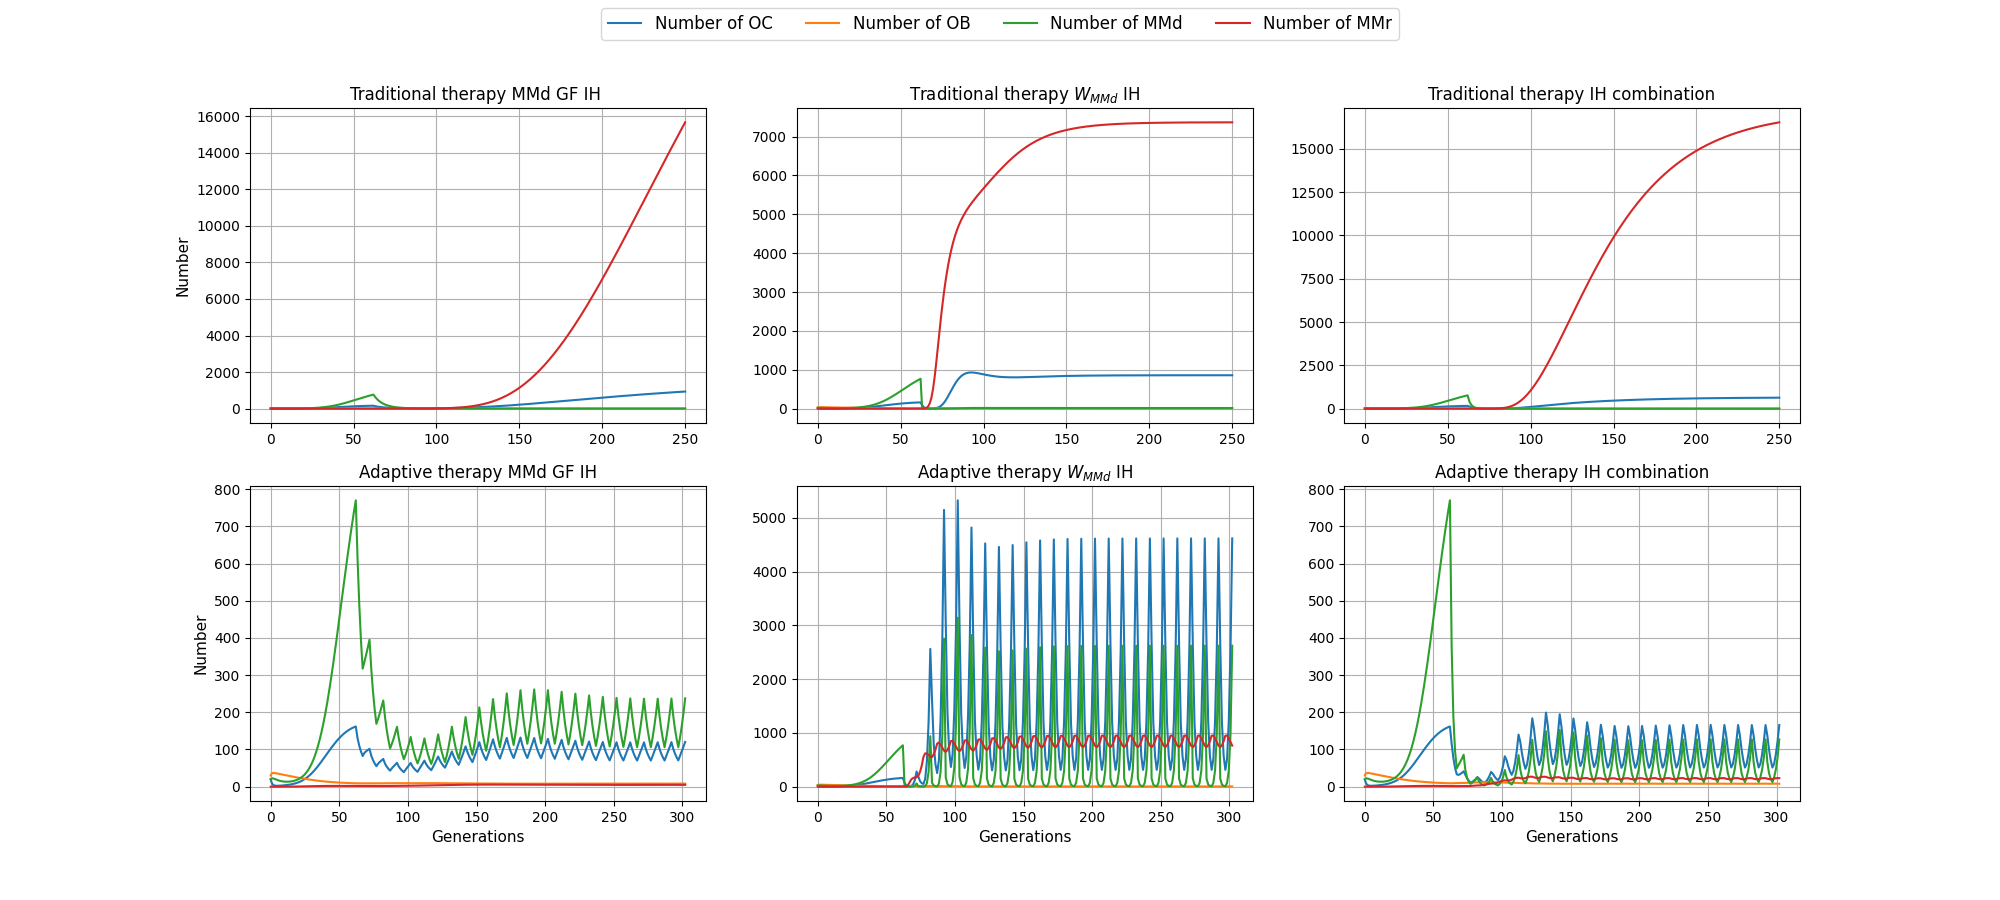 Number of OC Number of OB Number of MMd Number of MMr
Traditional therapy MMd GF IH
Number
16000
14000
12000
10000
8000
6000
4000
2000
0
0 50 100 150 200 250
Traditional therapy W_MMd IH
7000
6000
5000
4000
3000
2000
1000
0
0 50 100 150 200 250
Traditional therapy IH combination
15000
12500
10000
7500
5000
2500
0
0 50 100 150 200 250
Adaptive therapy MMd GF IH
Number
800
700
600
500
400
300
200
100
0
0 50 100 150 200 250 300
Generations
Adaptive therapy W_MMd IH
5000
4000
3000
2000
1000
0
0 50 100 150 200 250 300
Generations
Adaptive therapy IH combination
800
700
600
500
400
300
200
100
0
0 50 100 150 200 250 300
Generations